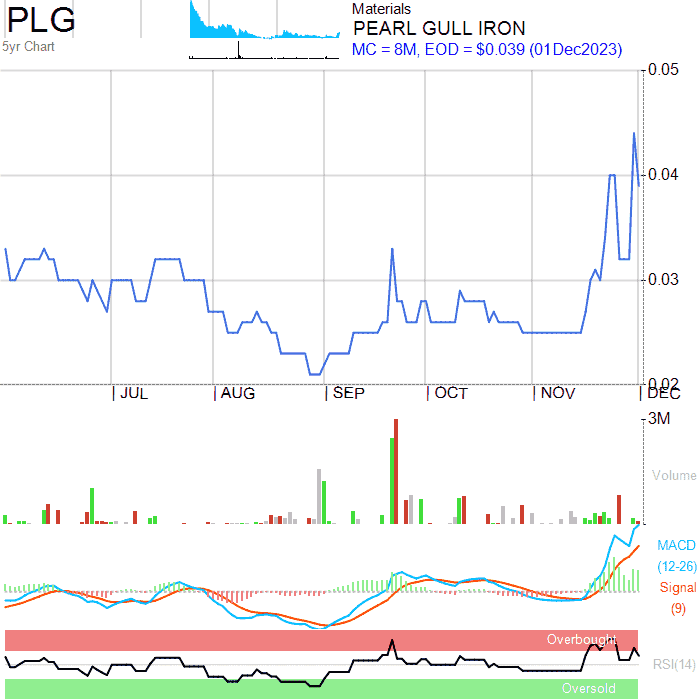 PLG
5yr Chart
Materials
PEARL GULL IRON
MC = 8M, EOD = $0.039 (01Dec2023)
0.05
0.04
0.03
0.02
JUL AUG SEP OCT NOV DEC
3M
Volume
MACD
(12-26)
Signal
(9)
Overbought
RSI(14)
Oversold